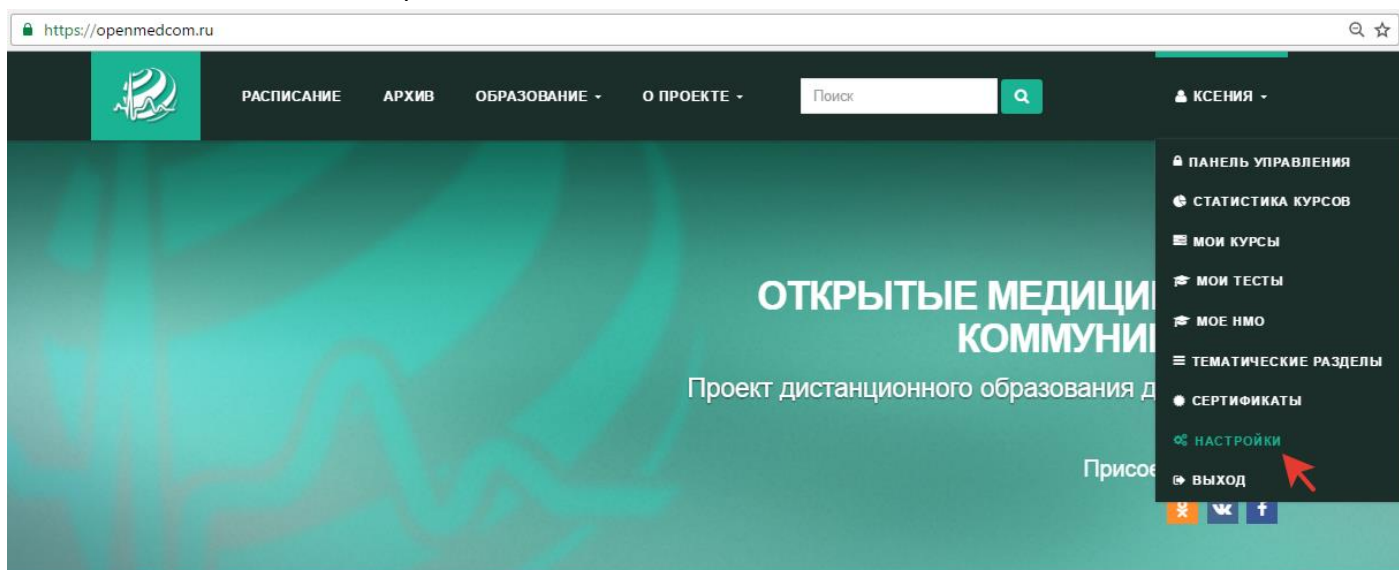 https://openmedcom.ru
РАСПИСАНИЕ АРХИВ ОБРАЗОВАНИЕ О ПРОЕКТЕ Поиск КСЕНИЯ
ПАНЕЛЬ УПРАВЛЕНИЯ
СТАТИСТИКА КУРСОВ
МОИ КУРСЫ
МОИ ТЕСТЫ
МОЕ НМО
ТЕМАТИЧЕСКИЕ РАЗДЕЛЫ
СЕРТИФИКАТЫ
НАСТРОЙКИ
ВЫХОД
ОТКРЫТЫЕ МЕДИЦИ
КОММУНИ
Проект дистанционного образования д
Присое